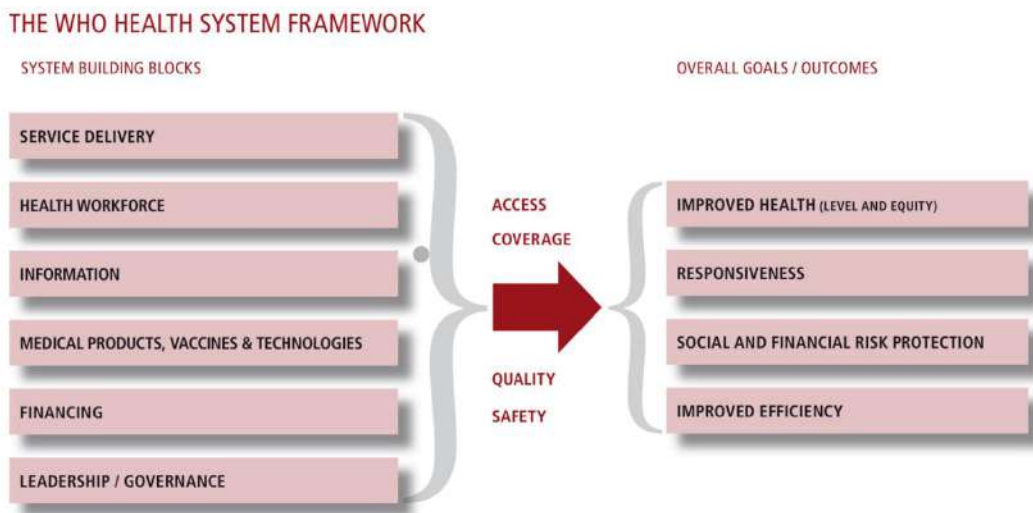 THE WHO HEALTH SYSTEM FRAMEWORK
SYSTEM BUILDING BLOCKS
OVERALL GOALS / OUTCOMES
SERVICE DELIVERY
HEALTH WORKFORCE
INFORMATION
MEDICAL PRODUCTS, VACCINES & TECHNOLOGIES
FINANCING
LEADERSHIP / GOVERNANCE
ACCESS
COVERAGE
QUALITY
SAFETY
IMPROVED HEALTH (LEVEL AND EQUITY)
RESPONSIVENESS
SOCIAL AND FINANCIAL RISK PROTECTION
IMPROVED EFFICIENCY